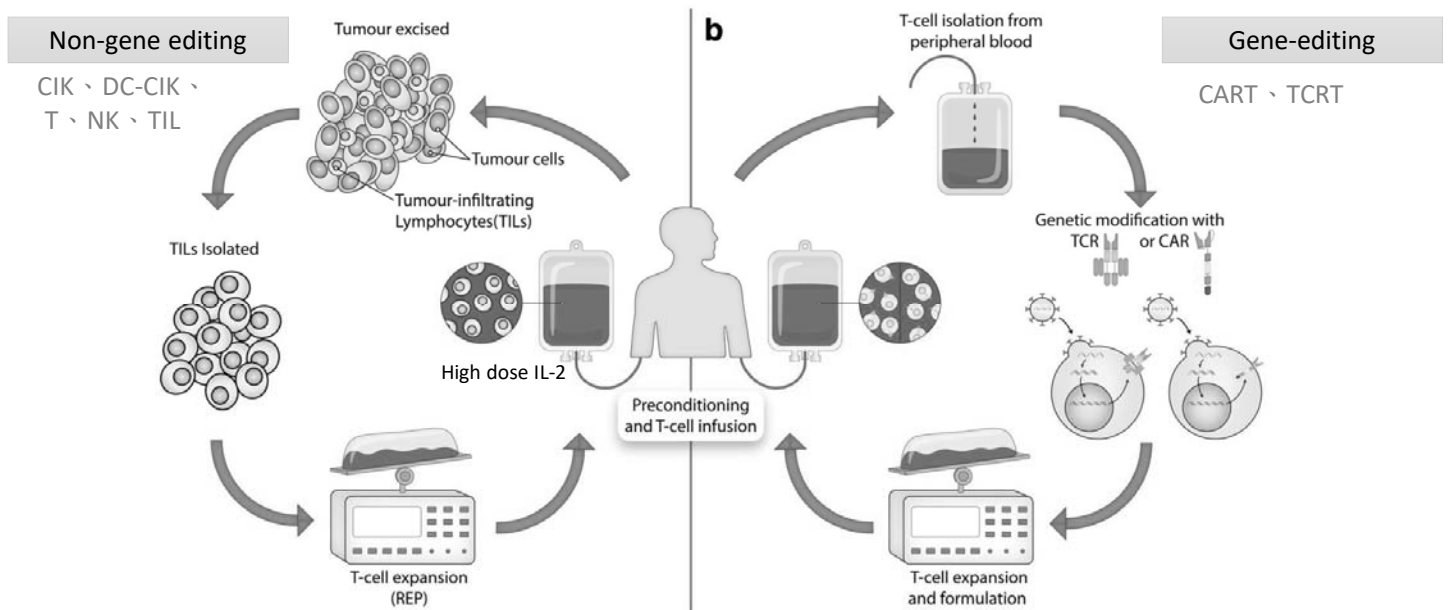 Non-gene editing
CIK、DC-CIK、
T、NK、TIL
Tumour excised
Tumour cells
Tumour-infiltrating
Lymphocytes(TILs)
TILs Isolated
High dose IL-2
T-cell expansion
(REP)
Preconditioning
and T-cell infusion
b
T-cell isolation from
peripheral blood
Gene-editing
CART、TCRT
Genetic modification with
TCR or CAR
T-cell expansion
and formulation